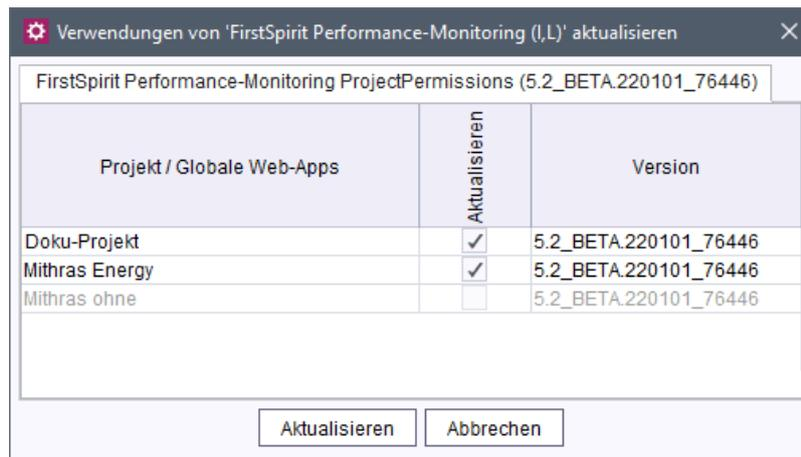 Verwendungen von 'FirstSpirit Performance-Monitoring (I,L)' aktualisieren
FirstSpirit Performance-Monitoring ProjectPermissions (5.2_BETA.220101_76446)
Projekt / Globale Web-Apps Aktualisieren Version
Doku-Projekt 5.2_BETA.220101_76446
Mithras Energy 5.2_BETA.220101_76446
Mithras ohne 5.2_BETA.220101_76446
Aktualisieren Abbrechen